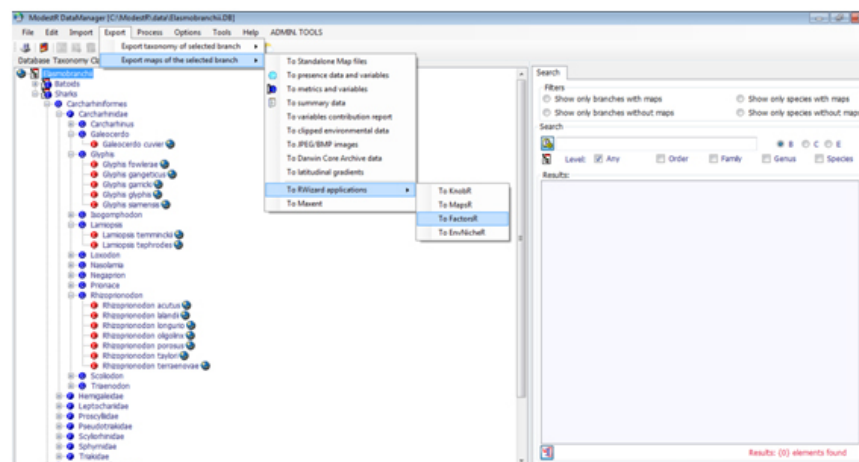 ModestR DataManager [C:\ModestR\data\Elasmobranchii.DB]
File Edit Import Export Process Options Tools Help ADMIN. TOOLS
Export taxonomy of selected branch
Export maps of the selected branch
Database Taxonomy
To Standalone Map files
To presence data and variables
To metrics and variables
To summary data
To variables contribution report
To clipped environmental data
To JPEG/BMP images
To Darwin Core Archive data
To latitudinal gradients
To RWizard applications
To Maxent
To KnobR
To MapsR
To FactorsR
To EnvNicheR
Elasmobranchii
Batoids
Sharks
Carcharhiniformes
Carcharhinidae
Carcharhinus
Galeocerdo
Galeocerdo cuvier
Glyphis
Glyphis fowlerae
Glyphis gangeticus
Glyphis garricki
Glyphis glyphis
Glyphis siamensis
Isogomphodon
Lamiopsis
Lamiopsis temminckii
Lamiopsis tephrodes
Loxodon
Nasolamia
Negaprion
Prionace
Rhizoprionodon
Rhizoprionodon acutus
Rhizoprionodon lalandii
Rhizoprionodon longurio
Rhizoprionodon oligolinx
Rhizoprionodon porosus
Rhizoprionodon taylori
Rhizoprionodon terraenovae
Scoliodon
Triaenodon
Hemigaleidae
Leptochariidae
Proscylliidae
Pseudotriakidae
Scyliorhinidae
Sphyrnidae
Triakidae
Search
Filters
Show only branches with maps Show only species with maps
Show only branches without maps Show only species without maps
Search
B C E
Level: Any Order Family Genus Species
Results:
Results: (0) elements found